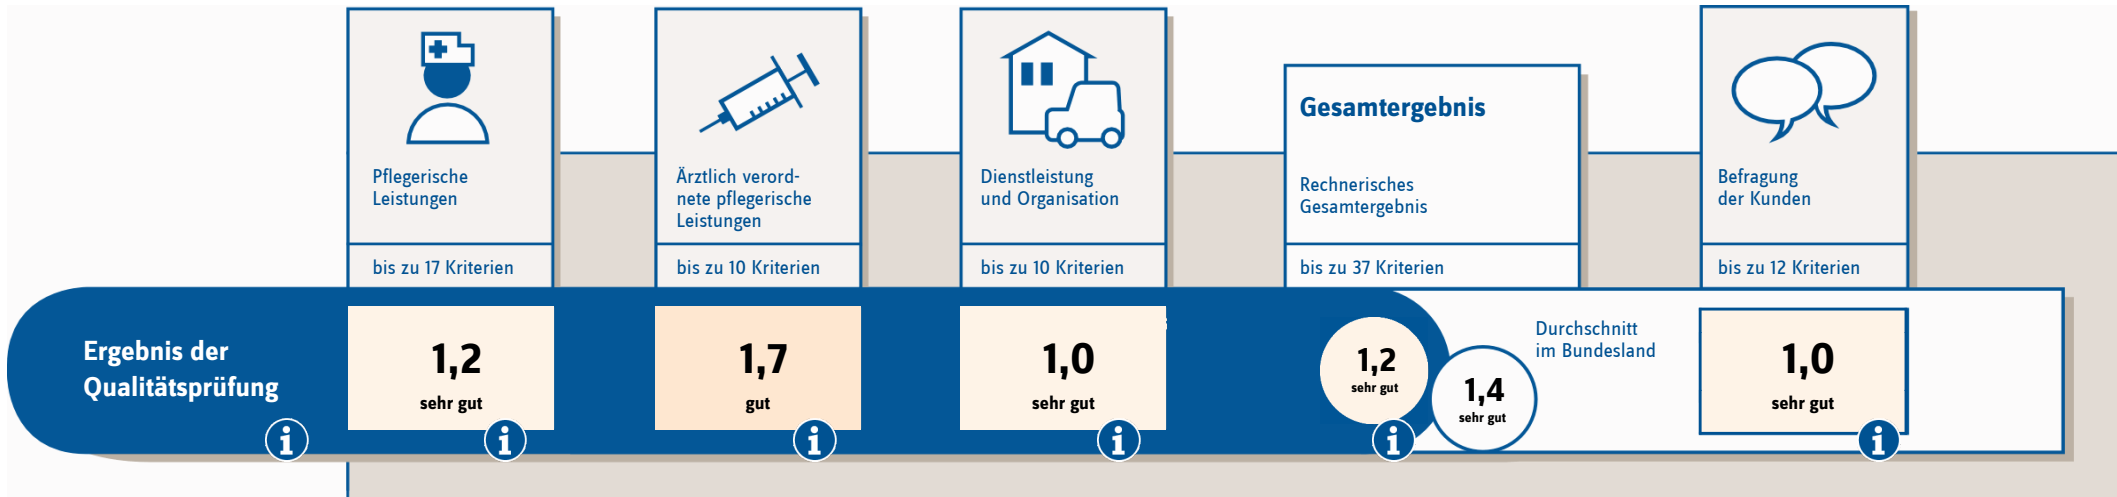 Pflegerische
Leistungen
bis zu 17 Kriterien
Ärztlich verord-
nete pflegerische
Leistungen
bis zu 10 Kriterien
Dienstleistung
und Organisation
bis zu 10 Kriterien
Gesamtergebnis
Rechnerisches
Gesamtergebnis
bis zu 37 Kriterien
Befragung
der Kunden
bis zu 12 Kriterien
Ergebnis der
Qualitätsprüfung
i
1,2
sehr gut
i
1,7
gut
i
1,0
sehr gut
i
1,2
sehr gut
i
1,4
sehr gut
Durchschnitt
im Bundesland
1,0
sehr gut
i